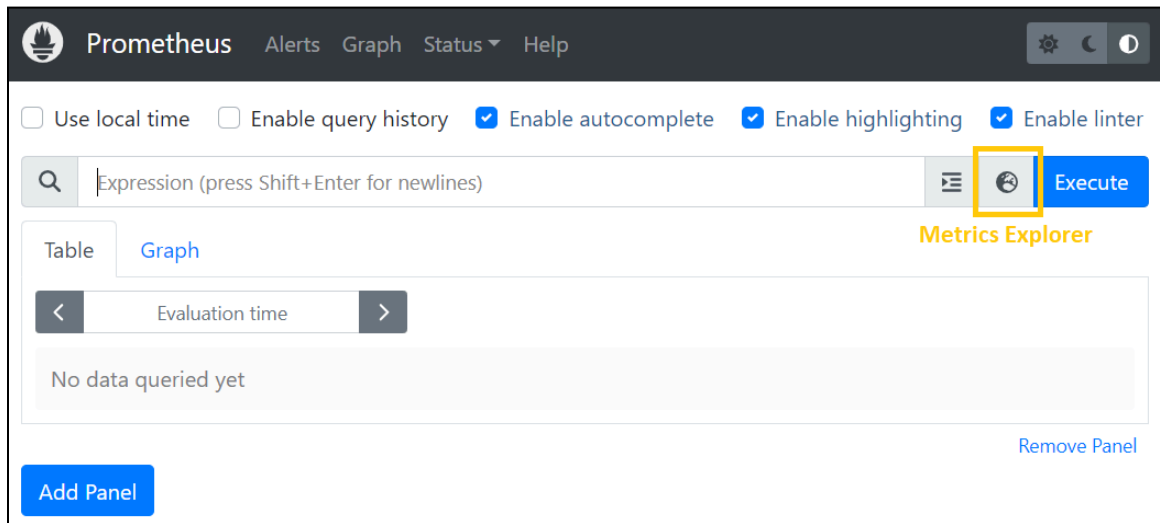 Prometheus Alerts Graph Status Help
Use local time Enable query history Enable autocomplete Enable highlighting Enable linter
Expression (press Shift+Enter for newlines) Execute
Metrics Explorer
Table Graph
Evaluation time
No data queried yet
Remove Panel
Add Panel